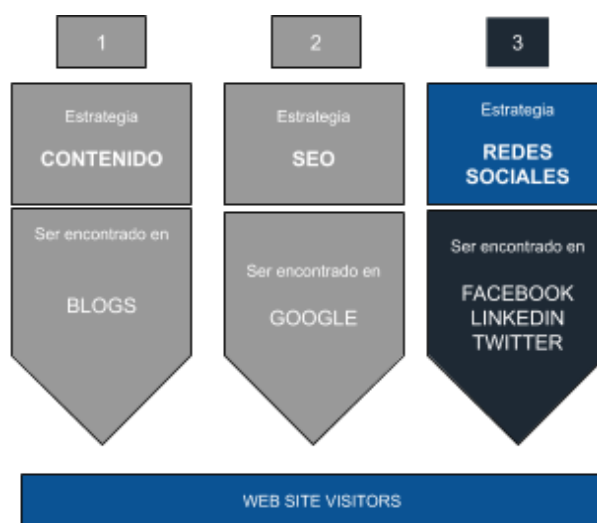 1
Estrategia
CONTENIDO
Ser encontrado en
BLOGS
2
Estrategia
SEO
Ser encontrado en
GOOGLE
3
Estrategia
REDES
SOCIALES
Ser encontrado en
FACEBOOK
LINKEDIN
TWITTER
WEB SITE VISITORS